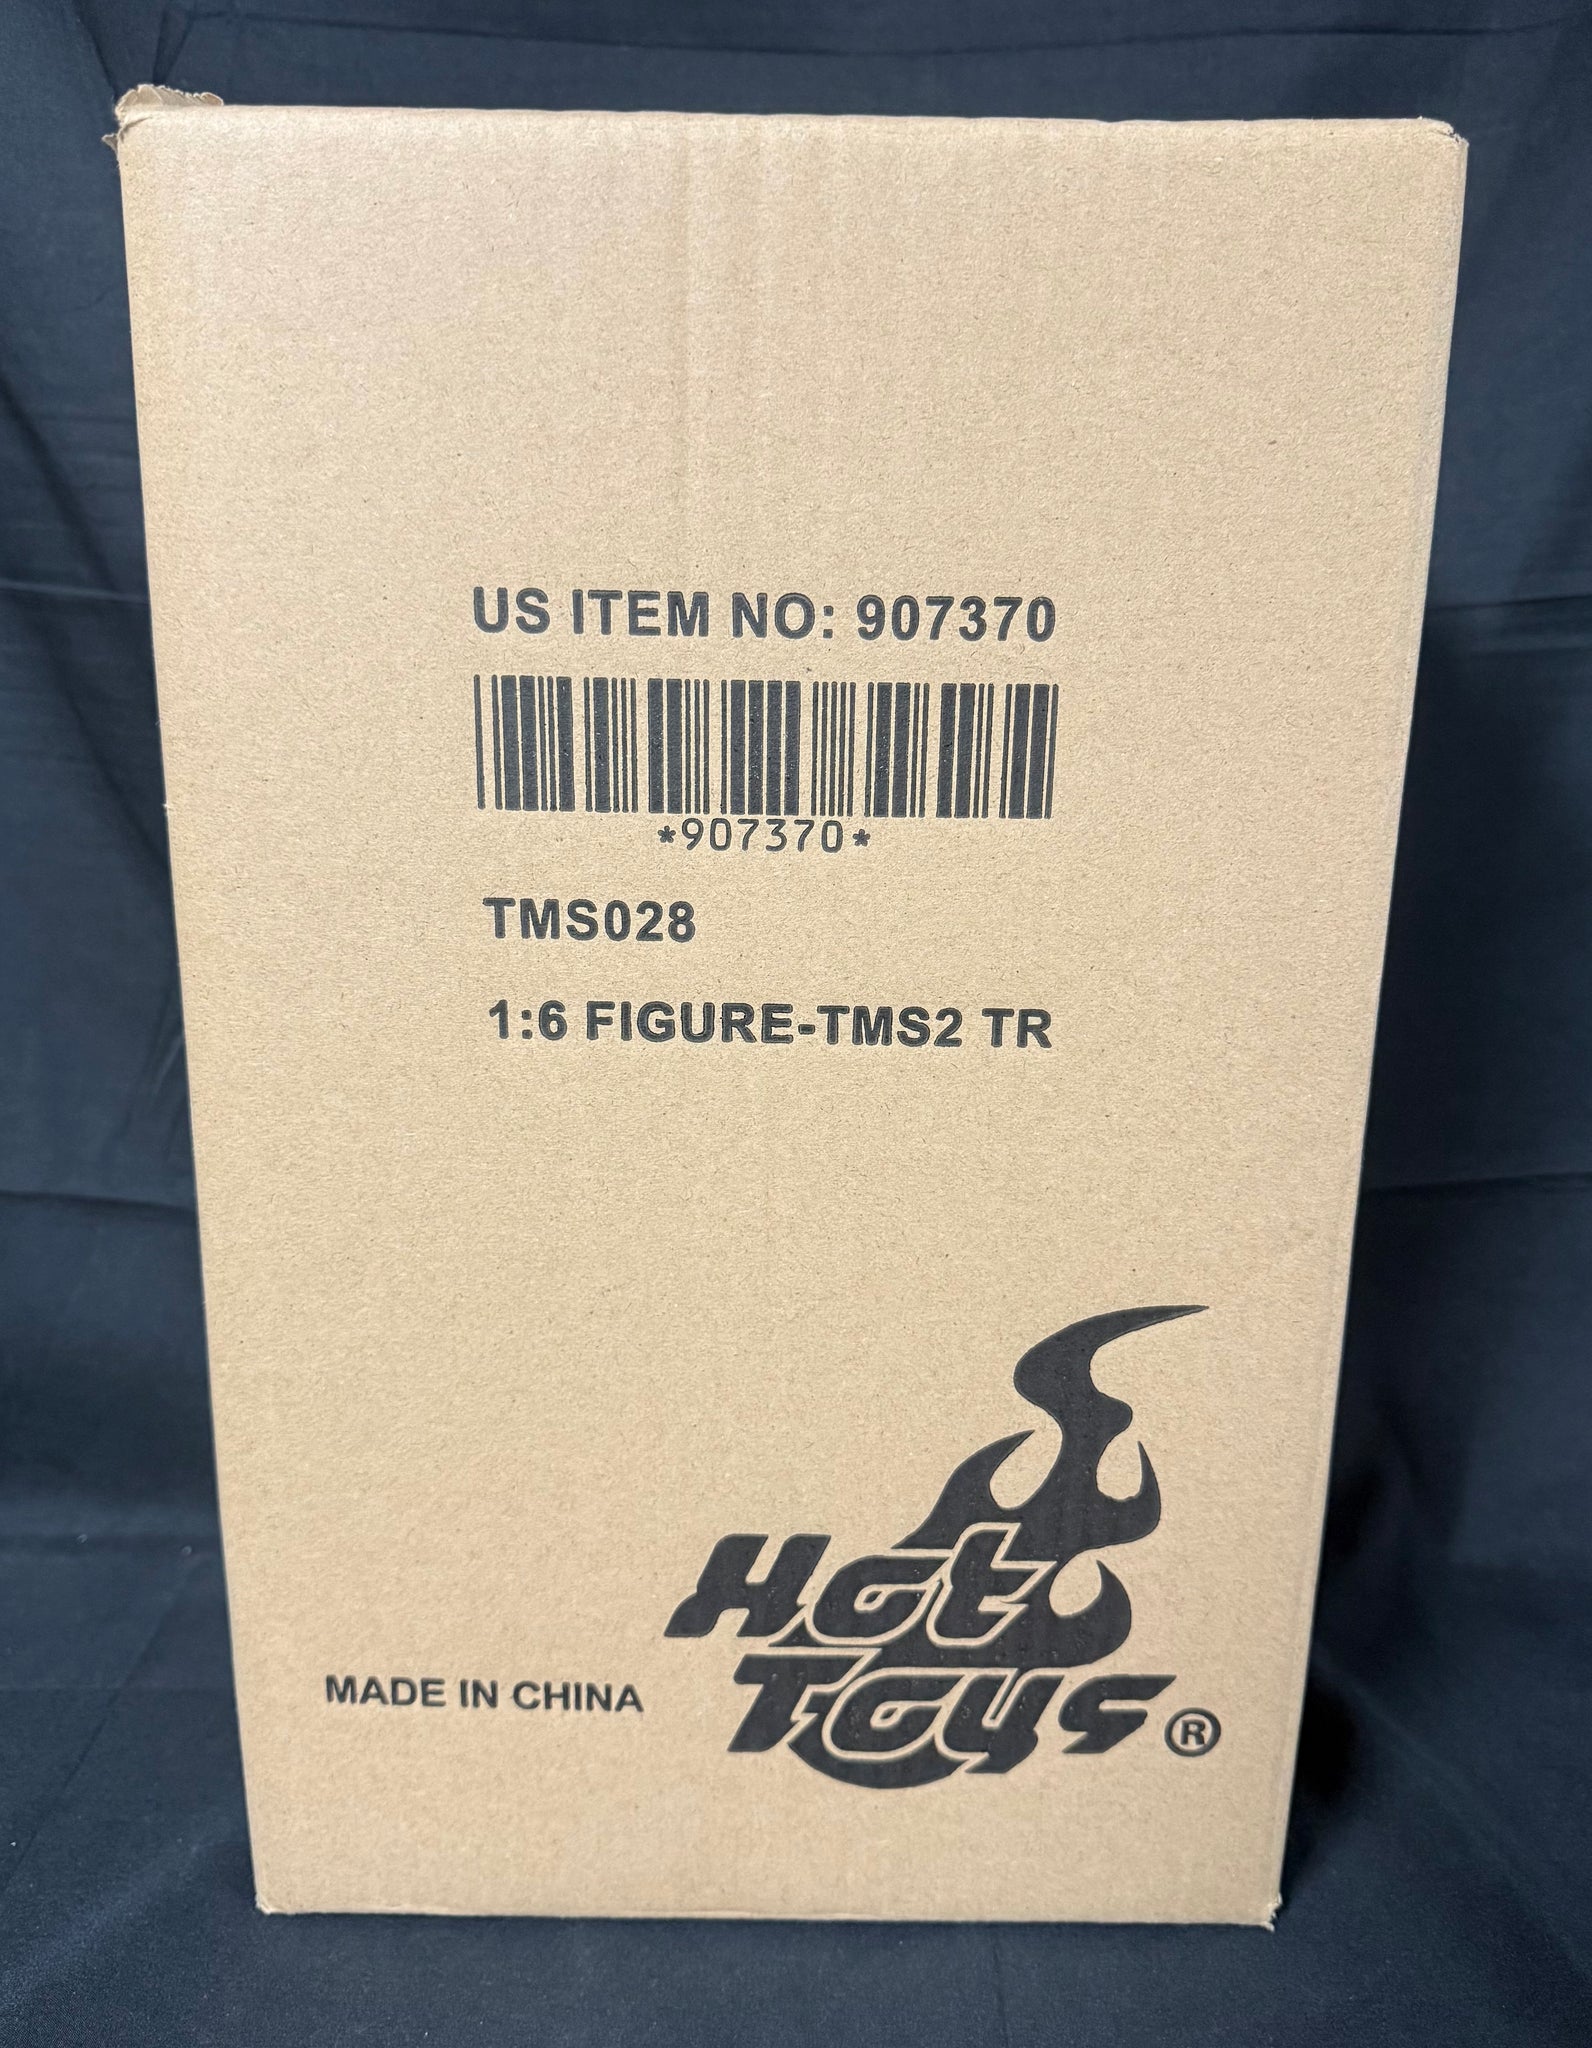 US ITEM NO: 907370
*907370*
TMS028
1:6 FIGURE-TMS2 TR
Hot
Toys®
MADE IN CHINA